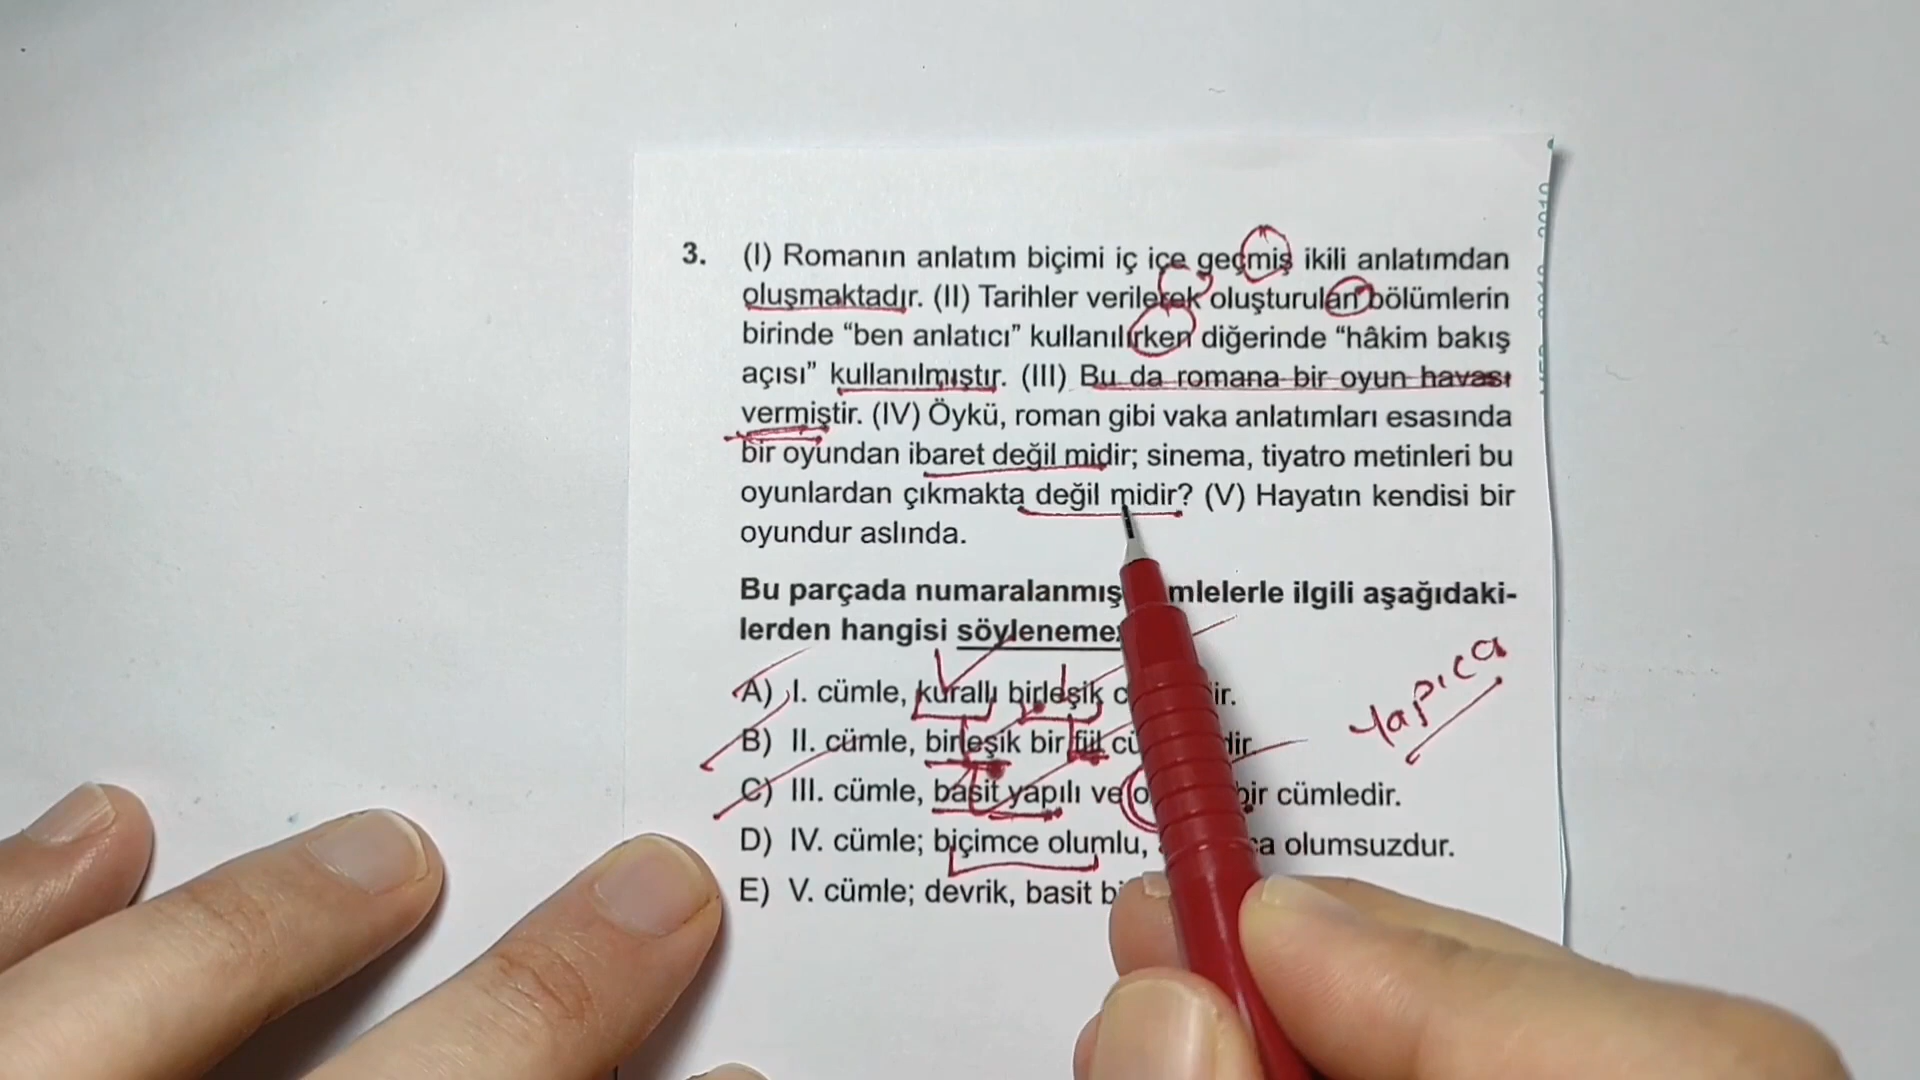 3. (I) Romanın anlatım biçimi iç içe geçmiş ikili anlatımdan
oluşmaktadır. (II) Tarihler verilerek oluşturulan bölümlerin
birinde “ben anlatıcı” kullanılırken diğerinde “hâkim bakış
açısı” kullanılmıştır. (III) Bu da romana bir oyun havası
vermiştir. (IV) Öykü, roman gibi vaka anlatımları esasında
bir oyundan ibaret değil midir; sinema, tiyatro metinleri bu
oyunlardan çıkmakta değil midir? (V) Hayatın kendisi bir
oyundur aslında.
Bu parçada numaralanmış mlelerle ilgili aşağıdaki-
lerden hangisi söyleneme
A) I. cümle, kurallı birleşik
B) II. cümle, birleşik bir fiil cü
C) III. cümle, basit yapılı ve bir cümledir.
D) IV. cümle; biçimce olumlu, olumsuzdur.
E) V. cümle; devrik, basit
Yapıca